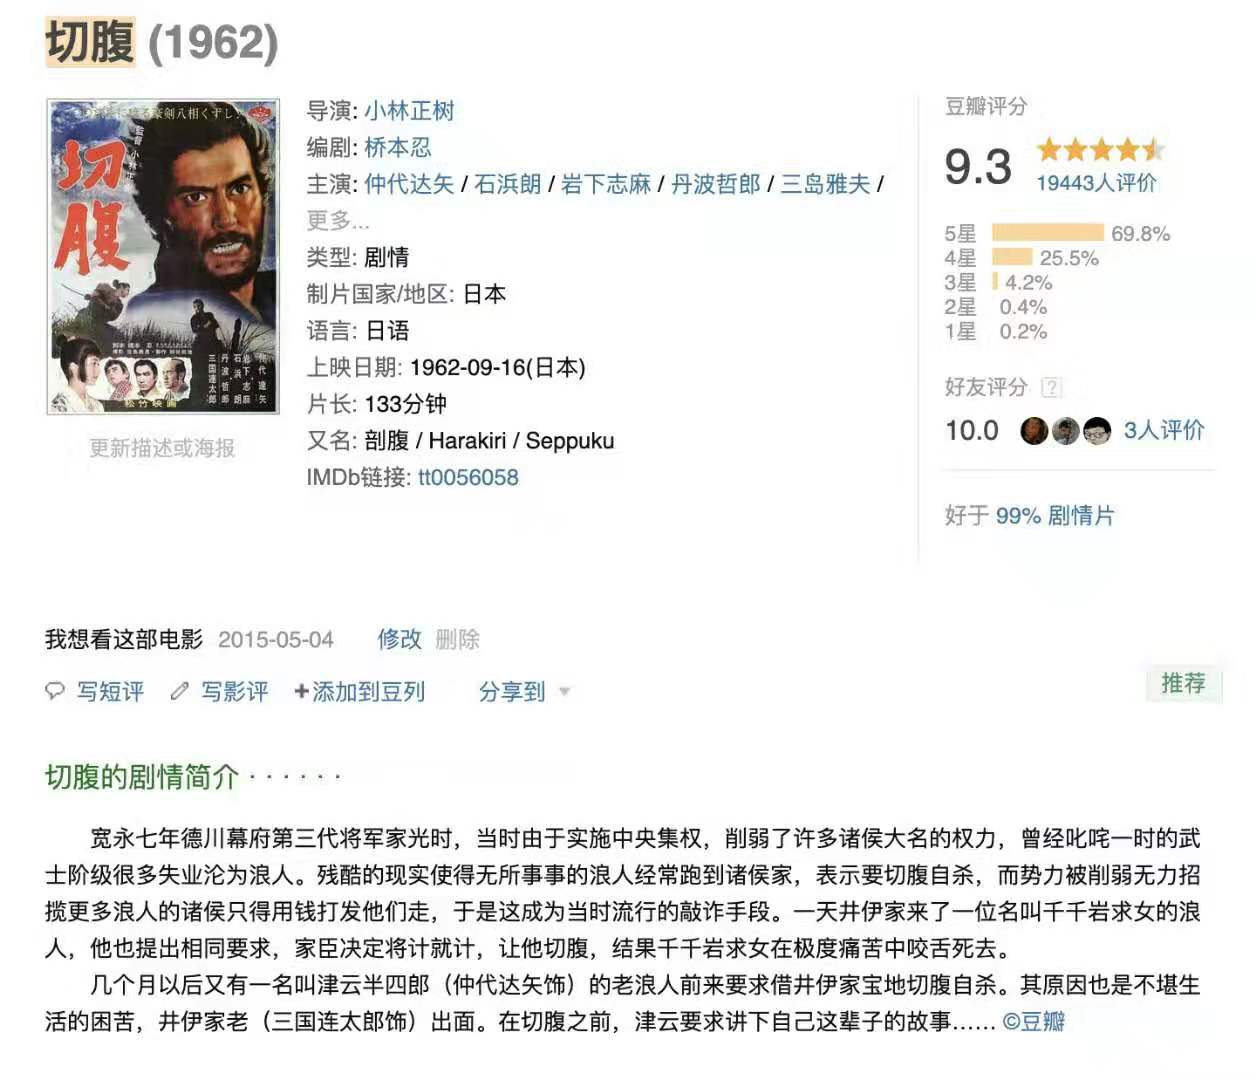 切腹 (1962)
切腹
松竹映画
更新描述或海报
导演: 小林正树
编剧: 桥本忍
主演: 仲代达矢 / 石浜朗 / 岩下志麻 / 丹波哲郎 / 三岛雅夫 /
更多...
类型: 剧情
制片国家/地区: 日本
语言: 日语
上映日期: 1962-09-16(日本)
片长: 133分钟
又名: 剖腹 / Harakiri / Seppuku
IMDb链接: tt0056058
豆瓣评分
9.3
19443人评价
5星 69.8%
4星 25.5%
3星 4.2%
2星 0.4%
1星 0.2%
好友评分 ?
10.0 3人评价
好于 99% 剧情片
我想看这部电影 2015-05-04 修改 删除
写短评 写影评 +添加到豆列 分享到
推荐
切腹的剧情简介 · · · · · ·
宽永七年德川幕府第三代将军家光时，当时由于实施中央集权，削弱了许多诸侯大名的权力，曾经叱咤一时的武
士阶级很多失业沦为浪人。残酷的现实使得无所事事的浪人经常跑到诸侯家，表示要切腹自杀，而势力被削弱无力招
揽更多浪人的诸侯只得用钱打发他们走，于是这成为当时流行的敲诈手段。一天井伊家来了一位名叫千千岩求女的浪
人，他也提出相同要求，家臣决定将计就计，让他切腹，结果千千岩求女在极度痛苦中咬舌死去。
几个月以后又有一名叫津云半四郎（仲代达矢饰）的老浪人前来要求借井伊家宝地切腹自杀。其原因也是不堪生
活的困苦，井伊家老（三国连太郎饰）出面。在切腹之前，津云要求讲下自己这辈子的故事…… ©豆瓣